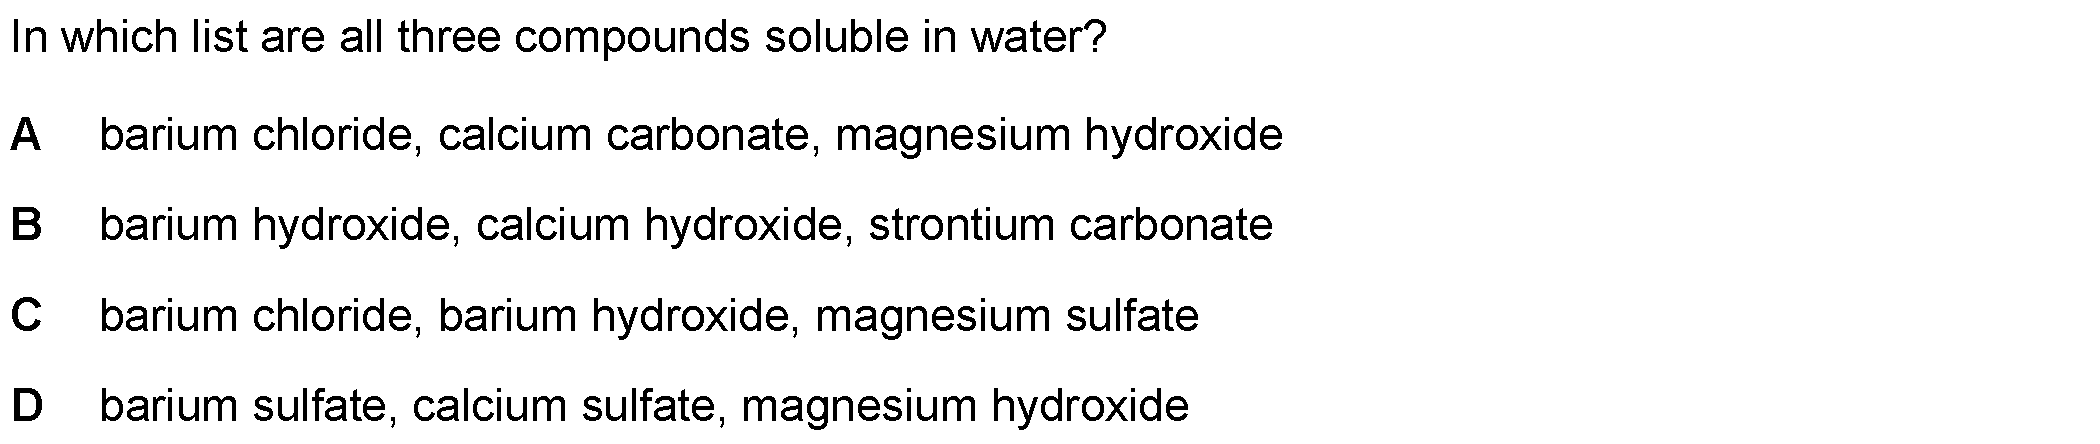 In which list are all three compounds soluble in water?
A barium chloride, calcium carbonate, magnesium hydroxide
B barium hydroxide, calcium hydroxide, strontium carbonate
C barium chloride, barium hydroxide, magnesium sulfate
D barium sulfate, calcium sulfate, magnesium hydroxide